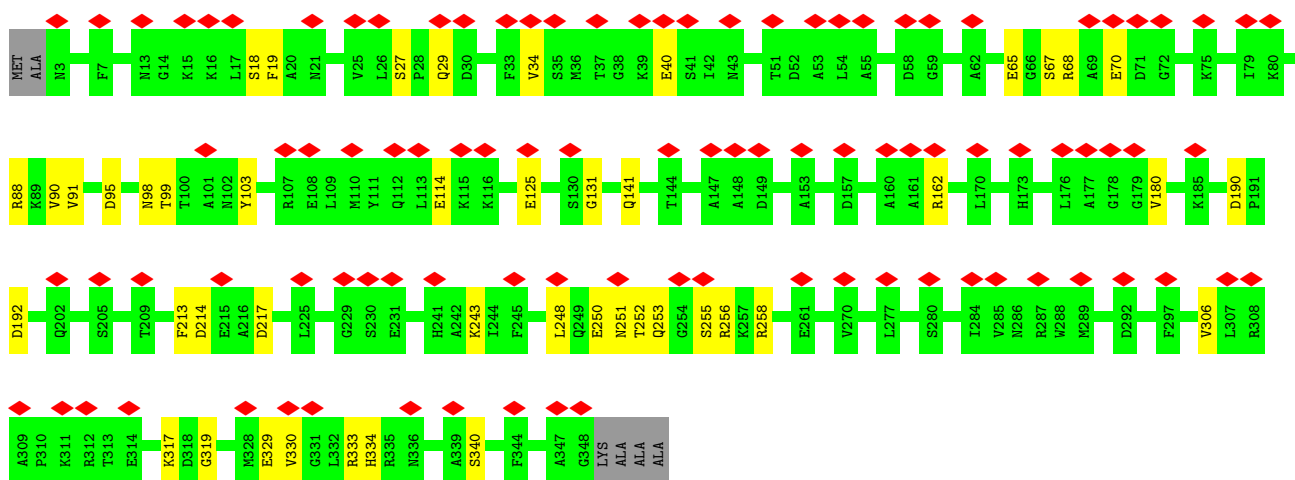 MET ALA N3 F7 N13 G14 K15 K16 L17 S18 F19 A20 N21 V25 L26 S27 P28 Q29 D30 F33 V34 S35 M36 T37 G38 K39 E40 S41 I42 N43 T51 D52 A53 L54 A55 D58 G59 A62 E65 G66 S67 R68 A69 E70 D71 G72 K75 I79 K80
R88 K89 V90 V91 D95 N98 T99 T100 A101 N102 Y103 R107 E108 L109 M110 Y111 Q112 L113 E114 K115 K116 E125 S130 G131 Q141 T144 A147 A148 D149 A153 D157 A160 A161 R162 L170 H173 L176 A177 G178 G179 V180 K185 D190 P191
D192 Q202 S205 T209 F213 D214 E215 A216 D217 L225 G229 S230 E231 H241 A242 K243 I244 F245 L248 Q249 E250 N251 T252 Q253 G254 S255 R256 K257 R258 E261 V270 L277 S280 I284 V285 N286 R287 W288 M289 D292 F297 V306 L307 R308
A309 P310 K311 R312 T313 E314 K317 D318 G319 M328 E329 V330 G331 L332 R333 H334 R335 N336 A339 S340 F344 A347 G348 LYS ALA ALA ALA